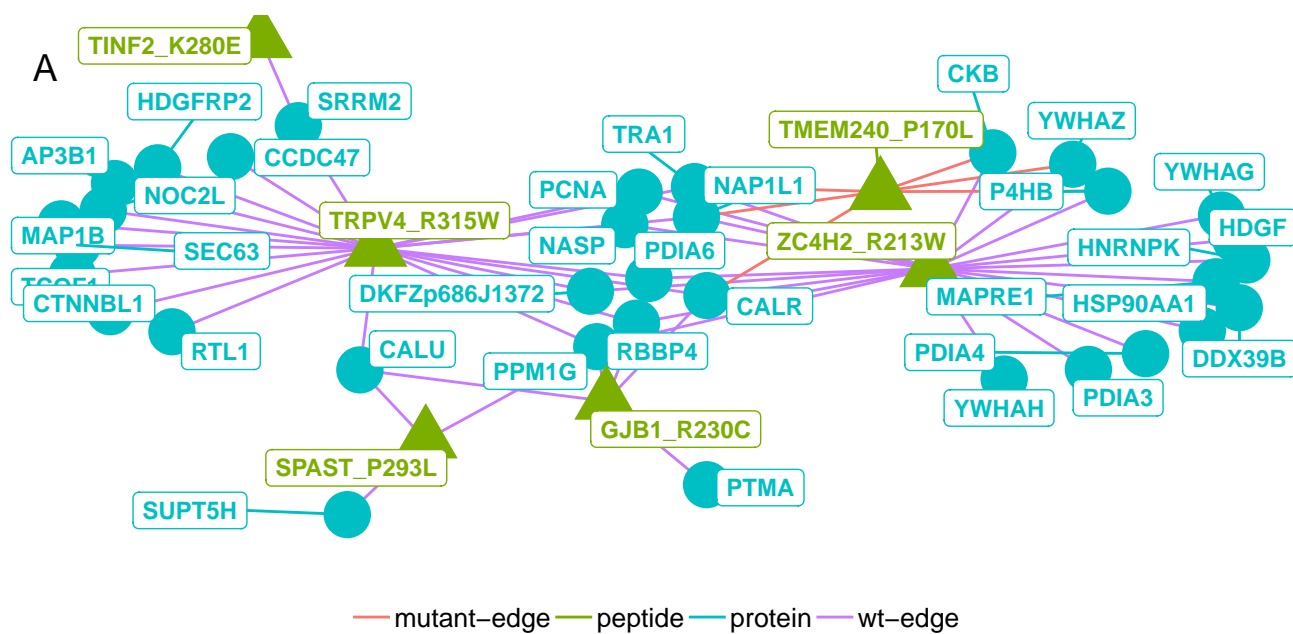 TINF2_K280E
A
CKB
HDGFRP2
SRRM2
TMEM240_P170L
YWHAZ
TRA1
AP3B1
CCDC47
YWHAG
NOC2L
PCNA
NAP1L1
P4HB
TRPV4_R315W
HDGF
MAP1B
SEC63
NASP
PDIA6
ZC4H2_R213W
HNRNPK
CTNNBL1
DKFZp686J1372
CALR
MAPRE1
HSP90AA1
RTL1
CALU
RBBP4
PDIA4
DDX39B
PPM1G
YWHAH
PDIA3
GJB1_R230C
SPAST_P293L
PTMA
SUPT5H
mutant−edge peptide protein wt−edge